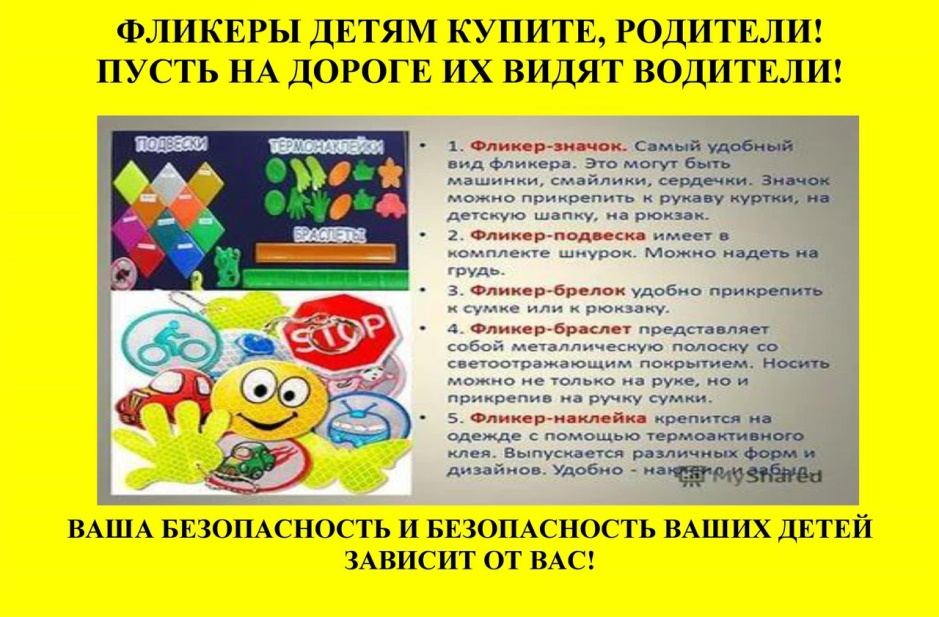 ФЛИКЕРЫ ДЕТЯМ КУПИТЕ, РОДИТЕЛИ!
ПУСТЬ НА ДОРОГЕ ИХ ВИДЯТ ВОДИТЕЛИ!
ПОДВЕСКИ
ТЕРМОНАКЛЕЙКИ
БРАСЛЕТЫ
STOP
• 1. Фликер-значок. Самый удобный
вид фликера. Это могут быть
машинки, смайлики, сердечки. Значок
можно прикрепить к рукаву куртки, на
детскую шапку, на рюкзак.
• 2. Фликер-подвеска имеет в
комплекте шнурок. Можно надеть на
грудь.
• 3. Фликер-брелок удобно прикрепить
к сумке или к рюкзаку.
• 4. Фликер-браслет представляет
собой металлическую полоску со
светоотражающим покрытием. Носить
можно не только на руке, но и
прикрепив на ручку сумки.
• 5. Фликер-наклейка крепится на
одежде с помощью термоактивного
клея. Выпускается различных форм и
дизайнов. Удобно - наклеил и забыл.
MyShared
ВАША БЕЗОПАСНОСТЬ И БЕЗОПАСНОСТЬ ВАШИХ ДЕТЕЙ
ЗАВИСИТ ОТ ВАС!